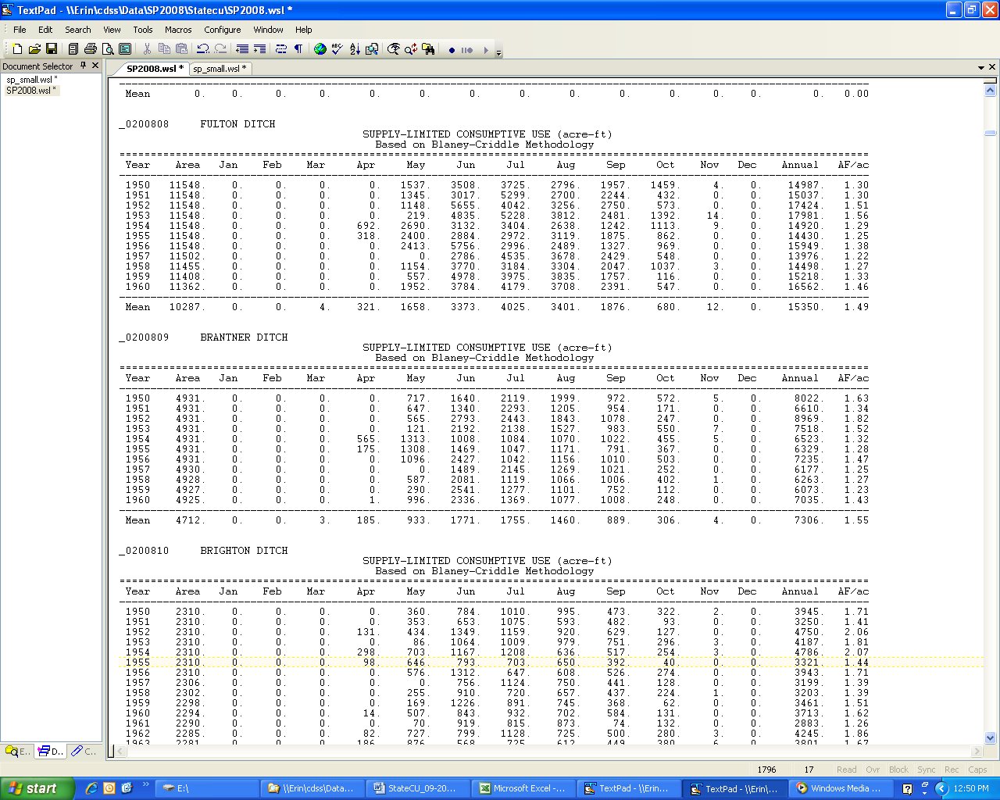 TextPad - \\Erin\cdss\Data\SP2008\Statecu\SP2008.wsl *
File Edit Search View Tools Macros Configure Window Help
Document Selector
sp_small.wsl *
SP2008.wsl *
SP2008.wsl * sp_small.wsl *
Mean 0. 0. 0. 0. 0. 0. 0. 0. 0. 0. 0. 0. 0. 0. 0.00
_0200808 FULTON DITCH
SUPPLY-LIMITED CONSUMPTIVE USE (acre-ft)
Based on Blaney-Criddle Methodology
Year Area Jan Feb Mar Apr May Jun Jul Aug Sep Oct Nov Dec Annual AF/ac
1950 11548. 0. 0. 0. 0. 1537. 3508. 3725. 2796. 1957. 1459. 4. 0. 14987. 1.30
1951 11548. 0. 0. 0. 0. 1345. 3017. 5299. 2700. 2244. 432. 0. 0. 15037. 1.30
1952 11548. 0. 0. 0. 0. 1148. 5655. 4042. 3256. 2750. 573. 0. 0. 17424. 1.51
1953 11548. 0. 0. 0. 0. 219. 4835. 5228. 3812. 2481. 1392. 14. 0. 17981. 1.56
1954 11548. 0. 0. 0. 692. 2690. 3132. 3404. 2638. 1242. 1113. 9. 0. 14920. 1.29
1955 11548. 0. 0. 0. 318. 2400. 2884. 2972. 3119. 1875. 862. 0. 0. 14430. 1.25
1956 11548. 0. 0. 0. 0. 2413. 5756. 2996. 2489. 1327. 969. 0. 0. 15949. 1.38
1957 11502. 0. 0. 0. 0. 0. 2786. 4535. 3678. 2429. 548. 0. 0. 13976. 1.22
1958 11455. 0. 0. 0. 0. 1154. 3770. 3184. 3304. 2047. 1037. 3. 0. 14498. 1.27
1959 11408. 0. 0. 0. 0. 557. 4978. 3975. 3835. 1757. 116. 0. 0. 15218. 1.33
1960 11362. 0. 0. 0. 0. 1952. 3784. 4179. 3708. 2391. 547. 0. 0. 16562. 1.46
Mean 10287. 0. 0. 4. 321. 1658. 3373. 4025. 3401. 1876. 680. 12. 0. 15350. 1.49
_0200809 BRANTNER DITCH
SUPPLY-LIMITED CONSUMPTIVE USE (acre-ft)
Based on Blaney-Criddle Methodology
Year Area Jan Feb Mar Apr May Jun Jul Aug Sep Oct Nov Dec Annual AF/ac
1950 4931. 0. 0. 0. 0. 717. 1640. 2119. 1999. 972. 572. 5. 0. 8022. 1.63
1951 4931. 0. 0. 0. 0. 647. 1340. 2293. 1205. 954. 171. 0. 0. 6610. 1.34
1952 4931. 0. 0. 0. 0. 565. 2793. 2443. 1843. 1078. 247. 0. 0. 8969. 1.82
1953 4931. 0. 0. 0. 0. 121. 2192. 2138. 1527. 983. 550. 7. 0. 7518. 1.52
1954 4931. 0. 0. 0. 565. 1313. 1008. 1084. 1070. 1022. 455. 5. 0. 6523. 1.32
1955 4931. 0. 0. 0. 175. 1308. 1469. 1047. 1171. 791. 367. 0. 0. 6329. 1.28
1956 4931. 0. 0. 0. 0. 1096. 2427. 1042. 1156. 1010. 503. 0. 0. 7235. 1.47
1957 4930. 0. 0. 0. 0. 0. 1489. 2145. 1269. 1021. 252. 0. 0. 6177. 1.25
1958 4928. 0. 0. 0. 0. 587. 2081. 1119. 1066. 1006. 402. 1. 0. 6263. 1.27
1959 4927. 0. 0. 0. 0. 290. 2541. 1277. 1101. 752. 112. 0. 0. 6073. 1.23
1960 4925. 0. 0. 0. 1. 996. 2336. 1369. 1077. 1008. 248. 0. 0. 7035. 1.43
Mean 4712. 0. 0. 3. 185. 933. 1771. 1755. 1460. 889. 306. 4. 0. 7306. 1.55
_0200810 BRIGHTON DITCH
SUPPLY-LIMITED CONSUMPTIVE USE (acre-ft)
Based on Blaney-Criddle Methodology
Year Area Jan Feb Mar Apr May Jun Jul Aug Sep Oct Nov Dec Annual AF/ac
1950 2310. 0. 0. 0. 0. 360. 784. 1010. 995. 473. 322. 2. 0. 3945. 1.71
1951 2310. 0. 0. 0. 0. 353. 653. 1075. 593. 482. 93. 0. 0. 3250. 1.41
1952 2310. 0. 0. 0. 131. 434. 1349. 1159. 920. 629. 127. 0. 0. 4750. 2.06
1953 2310. 0. 0. 0. 0. 86. 1064. 1009. 979. 751. 296. 3. 0. 4187. 1.81
1954 2310. 0. 0. 0. 298. 703. 1167. 1208. 636. 517. 254. 3. 0. 4786. 2.07
1955 2310. 0. 0. 0. 98. 646. 793. 703. 650. 392. 40. 0. 0. 3321. 1.44
1956 2310. 0. 0. 0. 0. 576. 1312. 647. 608. 526. 274. 0. 0. 3943. 1.71
1957 2306. 0. 0. 0. 0. 0. 756. 1124. 750. 441. 128. 0. 0. 3199. 1.39
1958 2302. 0. 0. 0. 0. 255. 910. 720. 657. 437. 224. 1. 0. 3203. 1.39
1959 2298. 0. 0. 0. 0. 169. 1226. 891. 745. 368. 62. 0. 0. 3461. 1.51
1960 2294. 0. 0. 0. 14. 507. 843. 932. 702. 584. 131. 0. 0. 3713. 1.62
1961 2290. 0. 0. 0. 0. 70. 919. 815. 873. 74. 132. 0. 0. 2883. 1.26
1962 2285. 0. 0. 0. 82. 727. 799. 1128. 725. 500. 280. 3. 0. 4245. 1.86
1963 2281. 0. 0. 0. 186. 876. 568. 725. 612. 449. 380. 6. 0. 3801. 1.67
E.. D.. C..
1796 17 Read Ovr Block Sync Rec Caps
start E:\ \\Erin\cdss\Data... StateCU_09-20... Microsoft Excel -... TextPad - \\Erin\... TextPad - \\Erin\... Windows Media ... 12:50 PM